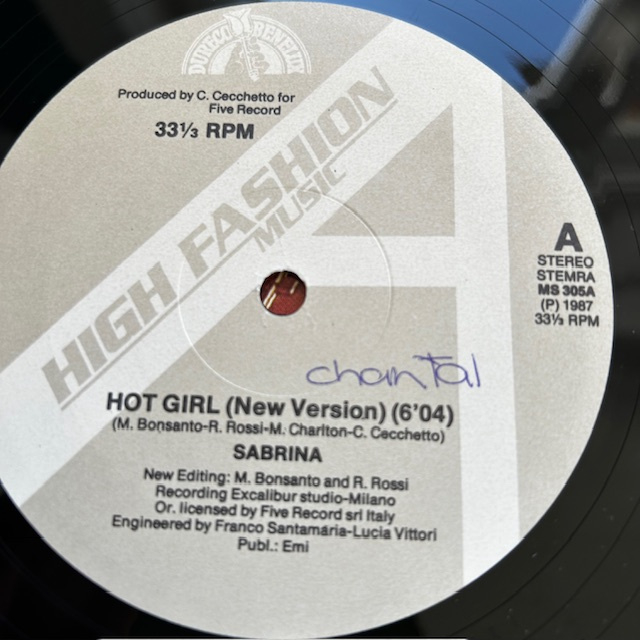 DURECO BENELUX
Produced by C. Cecchetto for
Five Record
33⅓ RPM
HIGH FASHION
MUSIC
A
STEREO
STEMRA
MS 305A
(P) 1987
33⅓ RPM
chantal
HOT GIRL (New Version) (6'04)
(M. Bonsanto-R. Rossi-M. Charlton-C. Cecchetto)
SABRINA
New Editing: M. Bonsanto and R. Rossi
Recording Excalibur studio-Milano
Or. licensed by Five Record srl Italy
Engineered by Franco Santamaria-Lucia Vittori
Publ.: Emi